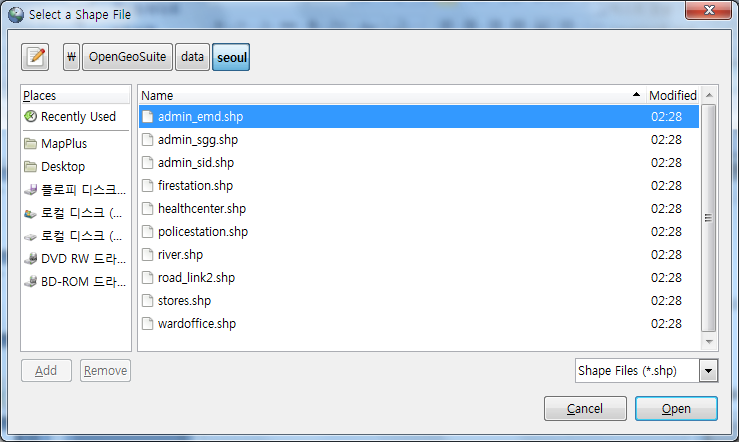 Select a Shape File
₩ OpenGeoSuite data seoul
Places
Recently Used
MapPlus
Desktop
플로피 디스크...
로컬 디스크 (...
로컬 디스크 (...
DVD RW 드라...
BD-ROM 드라...
Name Modified
admin_emd.shp 02:28
admin_sgg.shp 02:28
admin_sid.shp 02:28
firestation.shp 02:28
healthcenter.shp 02:28
policestation.shp 02:28
river.shp 02:28
road_link2.shp 02:28
stores.shp 02:28
wardoffice.shp 02:28
Add Remove
Shape Files (*.shp)
Cancel Open